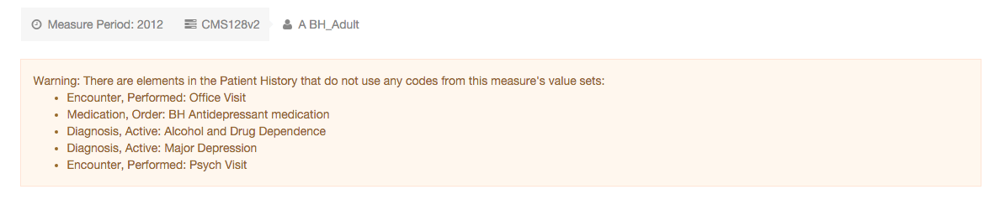 Measure Period: 2012 CMS128v2 A BH_Adult
Warning: There are elements in the Patient History that do not use any codes from this measure's value sets:
• Encounter, Performed: Office Visit
• Medication, Order: BH Antidepressant medication
• Diagnosis, Active: Alcohol and Drug Dependence
• Diagnosis, Active: Major Depression
• Encounter, Performed: Psych Visit